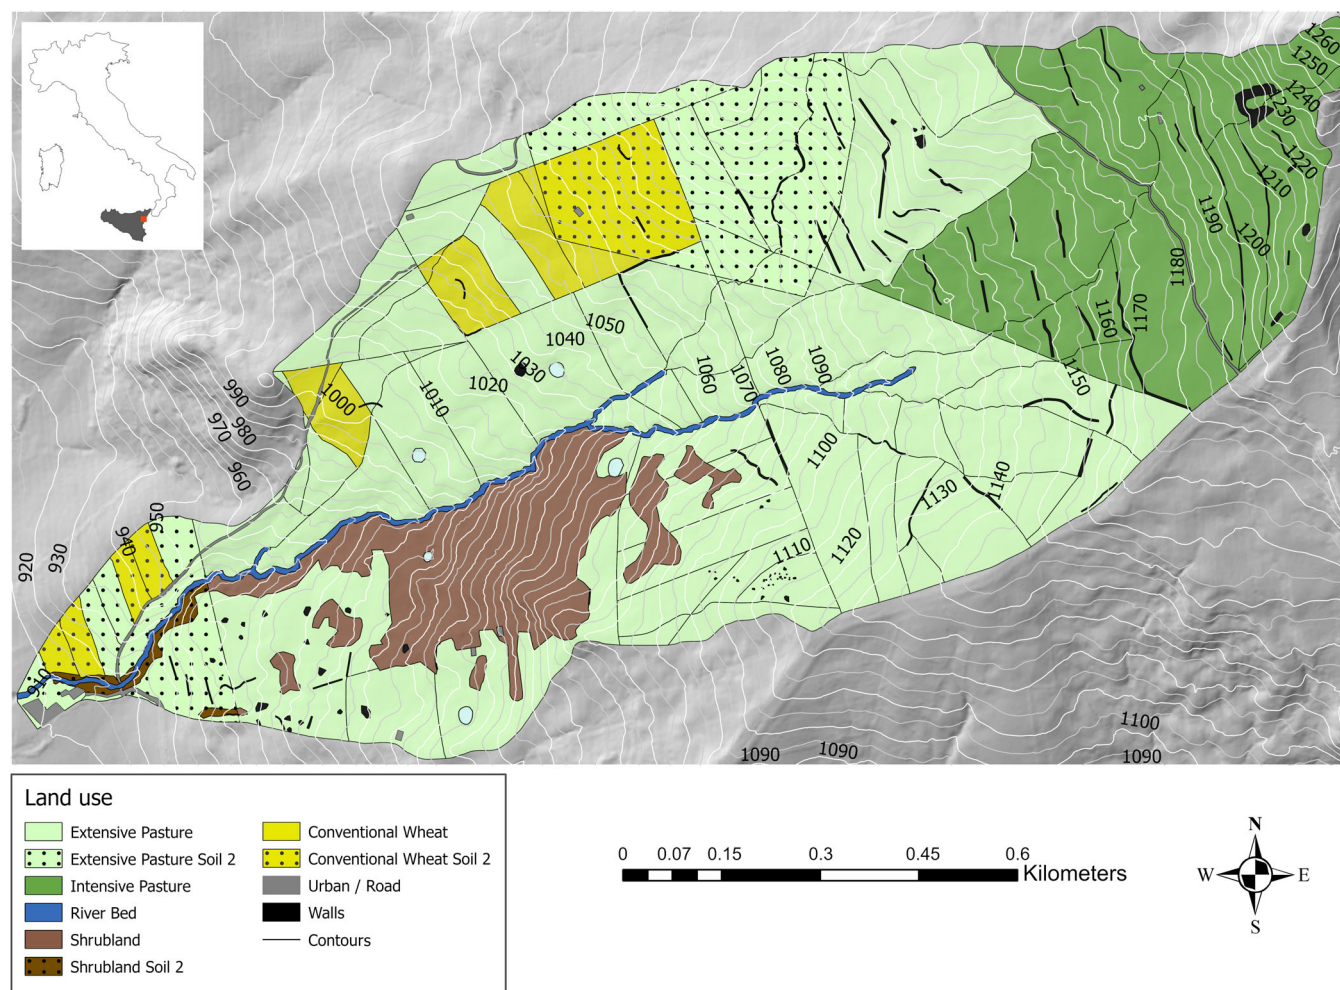 1260
1250
1240
1230
1220
1210
1200
1190
1180
1170
1160
1150
1050
1040
1030
1020
1010
1000
1060
1070
1080
1090
990
980
970
960
950
940
930
920
910
1100
1110
1120
1130
1140
1100
1090
1090
1090
Land use
Extensive Pasture
Extensive Pasture Soil 2
Intensive Pasture
River Bed
Shrubland
Shrubland Soil 2
Conventional Wheat
Conventional Wheat Soil 2
Urban / Road
Walls
Contours
0 0.07 0.15 0.3 0.45 0.6
Kilometers
N
W E
S